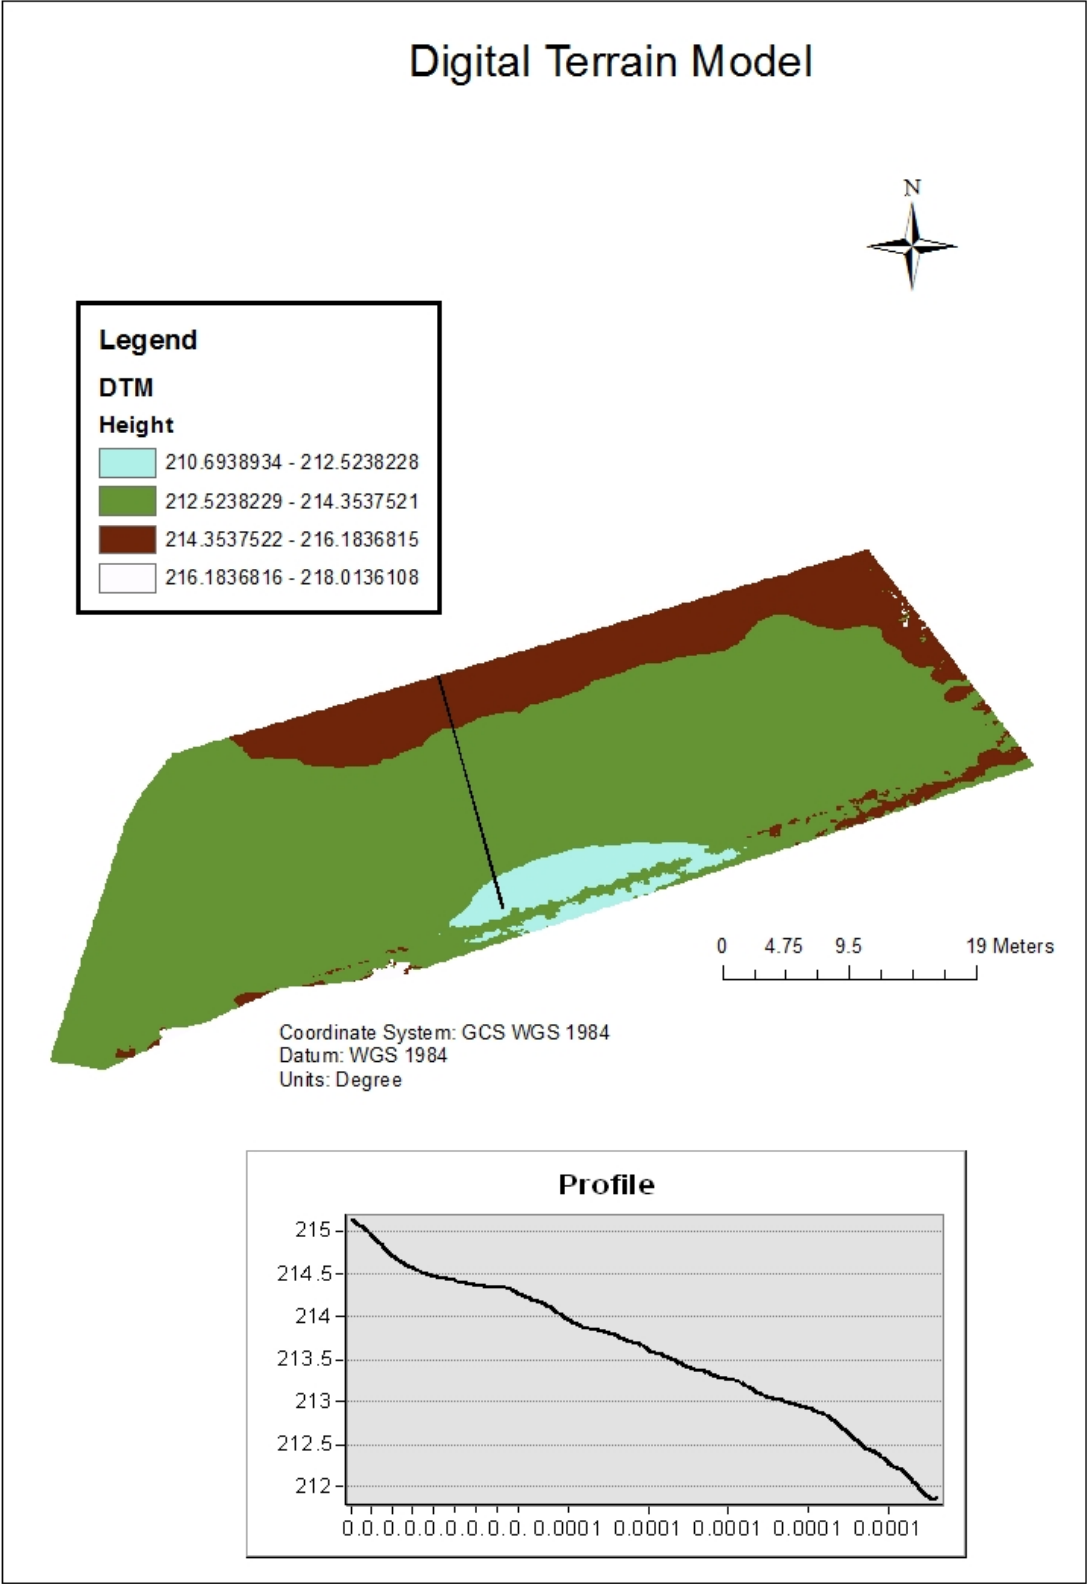 Digital Terrain Model
N
Legend
DTM
Height
210.6938934 - 212.5238228
212.5238229 - 214.3537521
214.3537522 - 216.1836815
216.1836816 - 218.0136108
0 4.75 9.5 19 Meters
Coordinate System: GCS WGS 1984
Datum: WGS 1984
Units: Degree
Profile
215
214.5
214
213.5
213
212.5
212
0.0.0.0.0.0.0.0.0. 0.0001 0.0001 0.0001 0.0001 0.0001